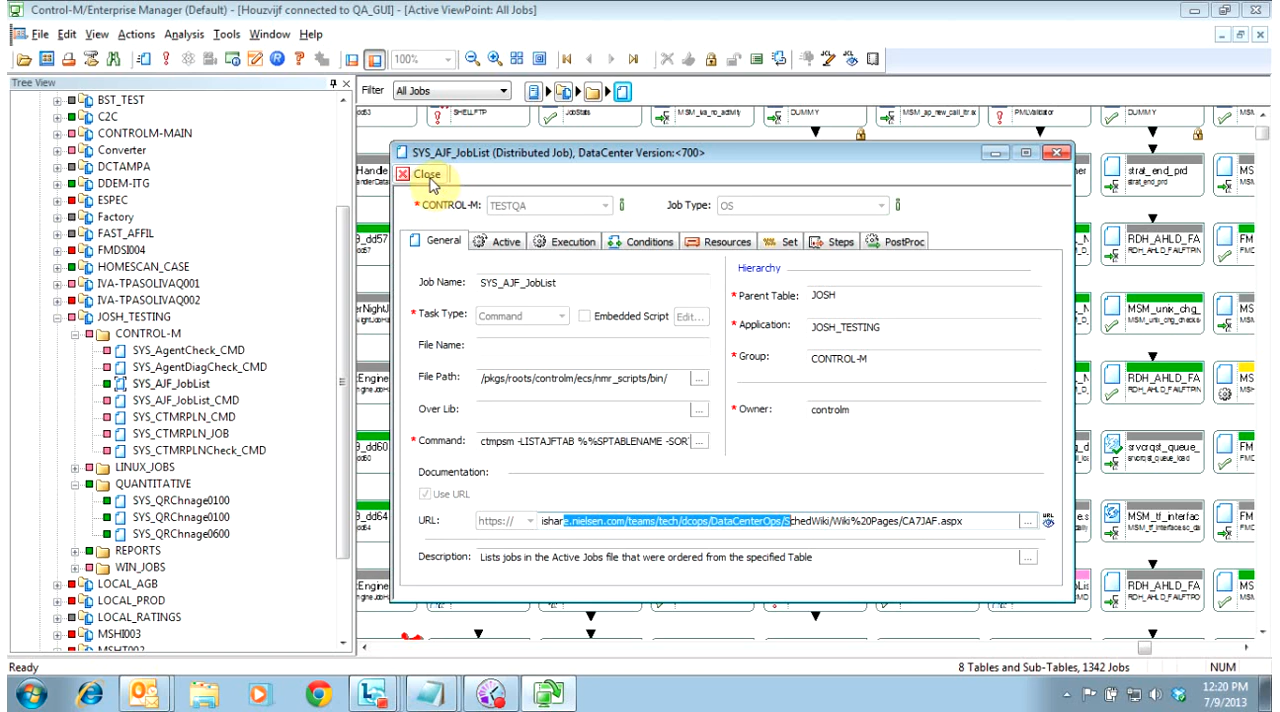 Control-M/Enterprise Manager (Default) - [Houzvijf connected to QA_GUI] - [Active ViewPoint: All Jobs]
File Edit View Actions Analysis Tools Window Help
100%
Tree View
Filter All Jobs
BST_TEST
C2C
CONTROLM-MAIN
Converter
DCTAMPA
DDEM-ITG
ESPEC
Factory
FAST_AFFIL
FMDSI004
HOMESCAN_CASE
IVA-TPASOLIVAQ001
IVA-TPASOLIVAQ002
JOSH_TESTING
CONTROL-M
SYS_AgentCheck_CMD
SYS_AgentDiagCheck_CMD
SYS_AJF_JobList
SYS_AJF_JobList_CMD
SYS_CTMRPLN_CMD
SYS_CTMRPLN_JOB
SYS_CTMRPLNCheck_CMD
LINUX_JOBS
QUANTITATIVE
SYS_QRChnage0100
SYS_QRChnage0300
SYS_QRChnage0600
REPORTS
WIN_JOBS
LOCAL_AGB
LOCAL_PROD
LOCAL_RATINGS
MSHI003
SHELLFTP
JobStats
MSM_va_ro_activity
DUMMY
MSM_ap_new_call_itr.sx
PMLValidator
DUMMY
SYS_AJF_JobList (Distributed Job), DataCenter Version:<700>
Close
* CONTROL-M: TESTQA Job Type: OS
General Active Execution Conditions Resources Set Steps PostProc
Job Name: SYS_AJF_JobList
* Task Type: Command Embedded Script Edit...
File Name:
File Path: /pkgs/roots/controlm/ecs/nmr_scripts/bin/ ...
Over Lib: ...
* Command: ctmpsm -LISTAJFTAB %%SPTABLENAME -SOR ...
Hierarchy
* Parent Table: JOSH
* Application: JOSH_TESTING
* Group: CONTROL-M
* Owner: controlm
Documentation:
Use URL
URL: https:// ishare.nielsen.com/teams/tech/dcops/DataCenterOps/SchedWiki/Wiki%20Pages/CA7JAF.aspx ... URL
Description: Lists jobs in the Active Jobs file that were ordered from the specified Table ...
strat_end_prd
strat_end_prd
RDH_AHLD_FA
MSM_unix_chg_
RDH_AHLD_FA
RDH_AHLD_FALFTPIN
srvcrqst_queue_
srvcrqst_queue_load
MSM_tf_interfac
RDH_AHLD_FA
Ready
8 Tables and Sub-Tables, 1342 Jobs NUM
12:20 PM
7/9/2013